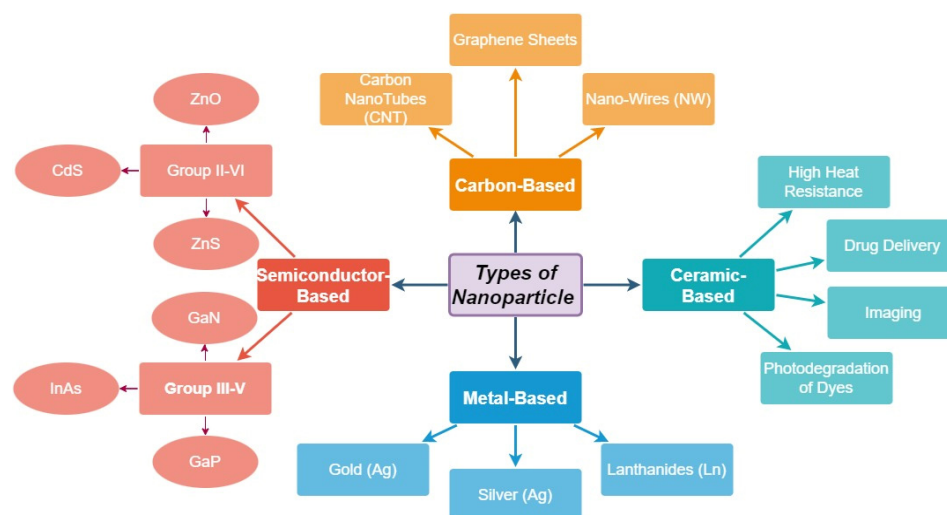 Graphene Sheets
Carbon
NanoTubes
(CNT)
Nano-Wires (NW)
Carbon-Based
ZnO
CdS
Group II-VI
ZnS
Semiconductor-
Based
GaN
InAs
Group III-V
GaP
Types of
Nanoparticle
Ceramic-
Based
High Heat
Resistance
Drug Delivery
Imaging
Photodegradation
of Dyes
Metal-Based
Gold (Ag)
Silver (Ag)
Lanthanides (Ln)